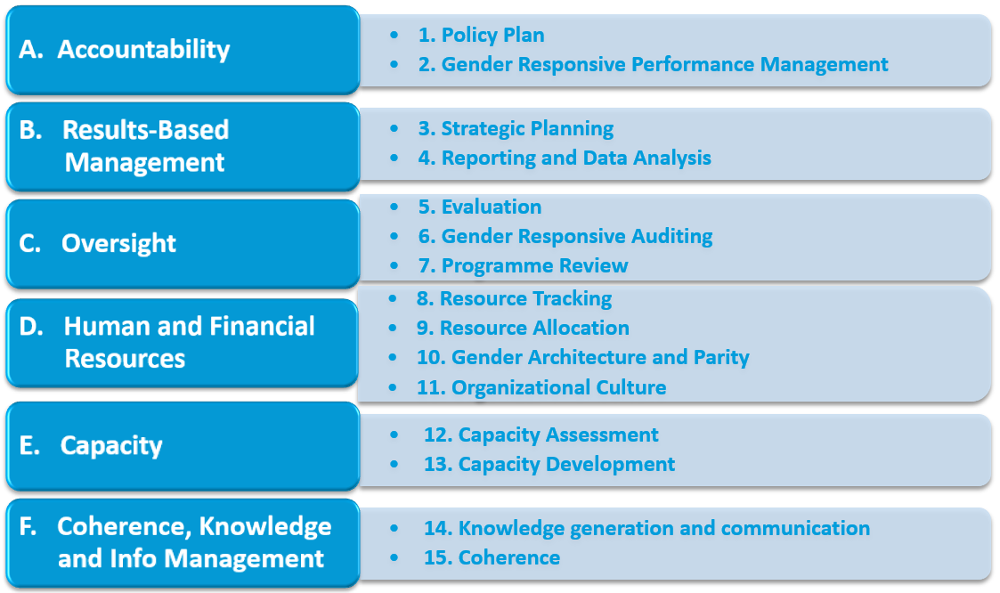 A. Accountability
• 1. Policy Plan
• 2. Gender Responsive Performance Management
B. Results-Based
Management
• 3. Strategic Planning
• 4. Reporting and Data Analysis
C. Oversight
• 5. Evaluation
• 6. Gender Responsive Auditing
• 7. Programme Review
D. Human and Financial
Resources
• 8. Resource Tracking
• 9. Resource Allocation
• 10. Gender Architecture and Parity
• 11. Organizational Culture
E. Capacity
• 12. Capacity Assessment
• 13. Capacity Development
F. Coherence, Knowledge
and Info Management
• 14. Knowledge generation and communication
• 15. Coherence